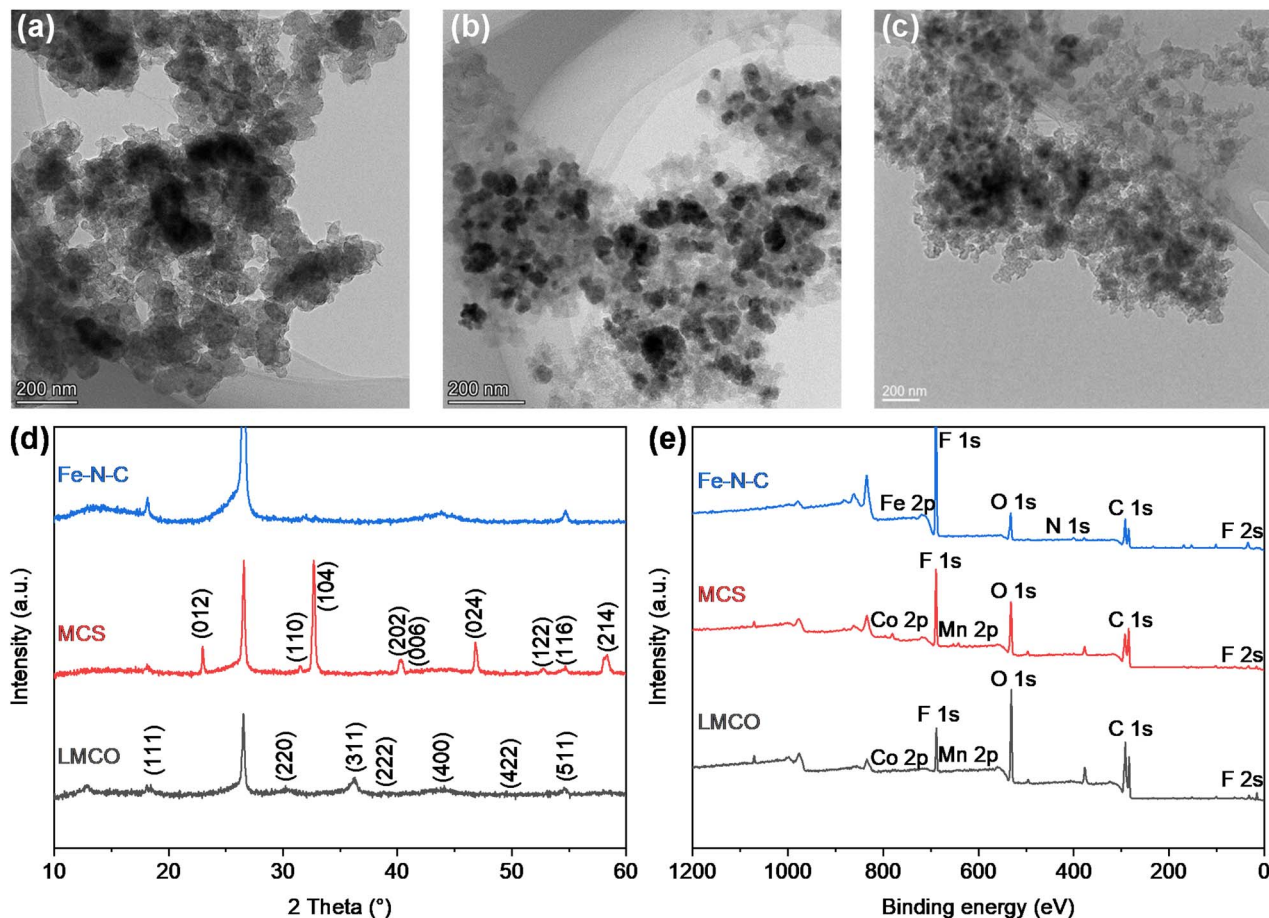 (a)
200 nm
(b)
200 nm
(c)
200 nm
(d)
Fe-N-C
MCS
LMCO
(012)
(110)
(104)
(202)
(006)
(024)
(122)
(116)
(214)
(111)
(220)
(311)
(222)
(400)
(422)
(511)
Intensity (a.u.)
10 20 30 40 50 60
2 Theta (°)
(e)
Fe-N-C
Fe 2p
F 1s
O 1s
N 1s
C 1s
F 2s
MCS
Co 2p
F 1s
Mn 2p
O 1s
C 1s
F 2s
LMCO
Co 2p
F 1s
Mn 2p
O 1s
C 1s
F 2s
Intensity (a.u.)
1200 1000 800 600 400 200 0
Binding energy (eV)